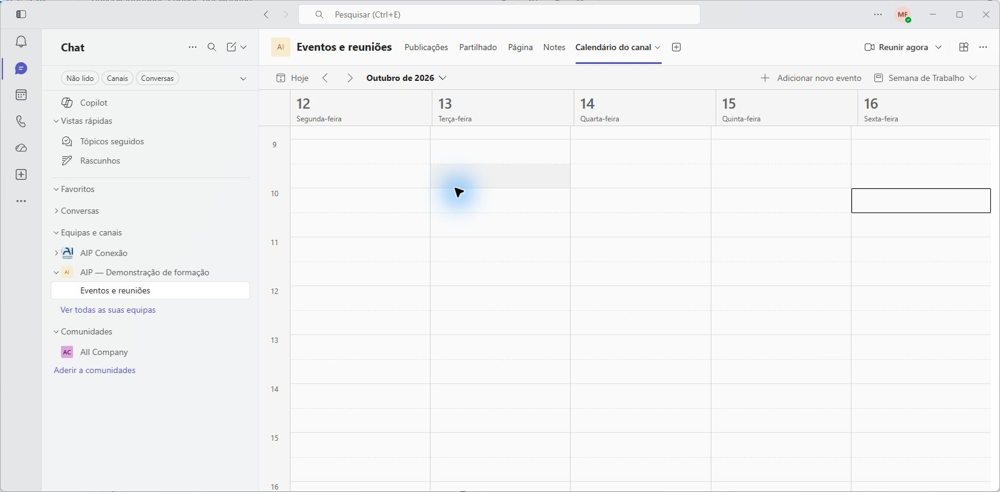 Pesquisar (Ctrl+E)
MF
Chat
AI
Eventos e reuniões
Publicações
Partilhado
Página
Notes
Calendário do canal
Reunir agora
Não lido
Canais
Conversas
Hoje
Outubro de 2026
Adicionar novo evento
Semana de Trabalho
Copilot
Vistas rápidas
Tópicos seguidos
Rascunhos
Favoritos
Conversas
Equipas e canais
AIP Conexão
AI
AIP — Demonstração de formação
Eventos e reuniões
Ver todas as suas equipas
Comunidades
AC
All Company
Aderir a comunidades
12
Segunda-feira
13
Terça-feira
14
Quarta-feira
15
Quinta-feira
16
Sexta-feira
9
10
11
12
13
14
15
16